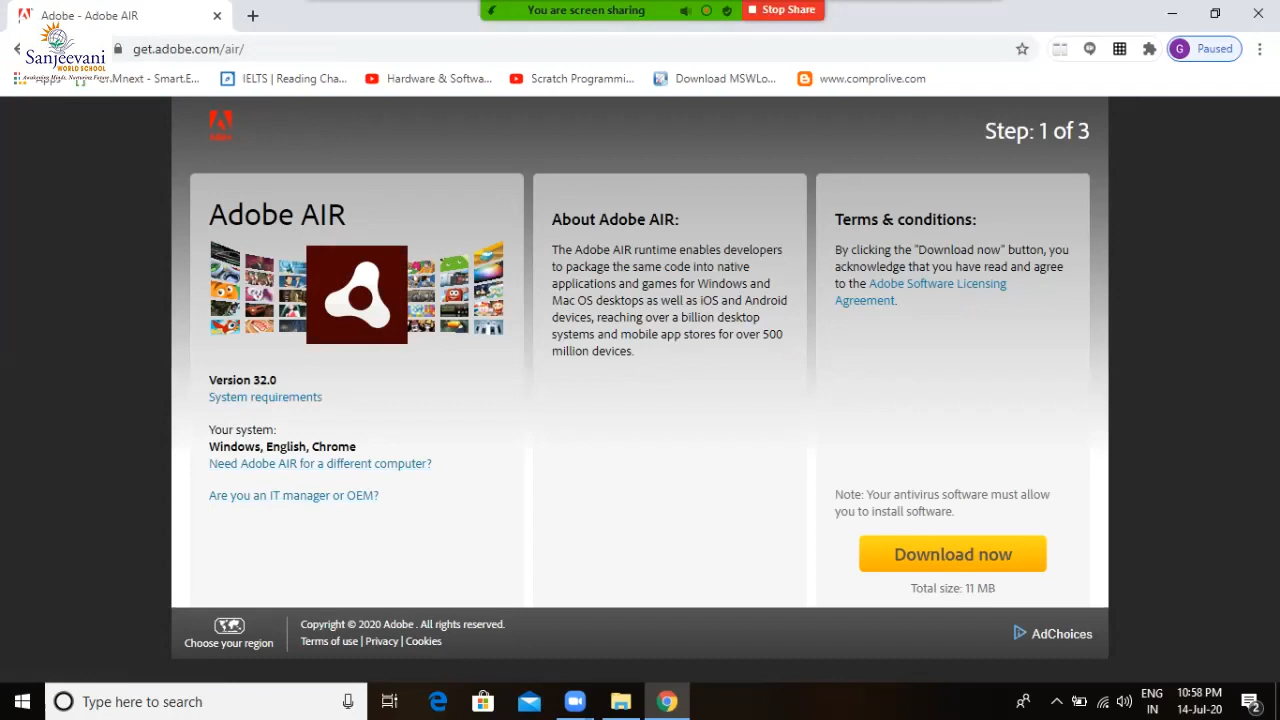 Adobe - Adobe AIR
You are screen sharing
Stop Share
Sanjeevani
WORLD SCHOOL
get.adobe.com/air/
G Paused
Mnext - Smart.E...
IELTS | Reading Cha...
Hardware & Softwa...
Scratch Programmi...
Download MSWLo...
www.comprolive.com
Adobe
Step: 1 of 3
Adobe AIR
Version 32.0
System requirements
Your system:
Windows, English, Chrome
Need Adobe AIR for a different computer?
Are you an IT manager or OEM?
About Adobe AIR:
The Adobe AIR runtime enables developers
to package the same code into native
applications and games for Windows and
Mac OS desktops as well as iOS and Android
devices, reaching over a billion desktop
systems and mobile app stores for over 500
million devices.
Terms & conditions:
By clicking the "Download now" button, you
acknowledge that you have read and agree
to the Adobe Software Licensing
Agreement.
Note: Your antivirus software must allow
you to install software.
Download now
Total size: 11 MB
Choose your region
Copyright © 2020 Adobe . All rights reserved.
Terms of use | Privacy | Cookies
AdChoices
Type here to search
ENG
IN
10:58 PM
14-Jul-20
2